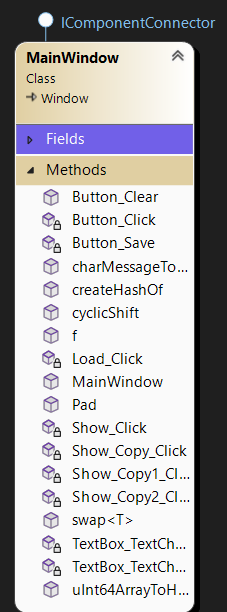 IComponentConnector
MainWindow
Class
Window
Fields
Methods
Button_Clear
Button_Click
Button_Save
charMessageTo...
createHashOf
cyclicShift
f
Load_Click
MainWindow
Pad
Show_Click
Show_Copy_Click
Show_Copy1_Cl...
Show_Copy2_Cl...
swap<T>
TextBox_TextCh...
TextBox_TextCh...
uInt64ArrayToH...